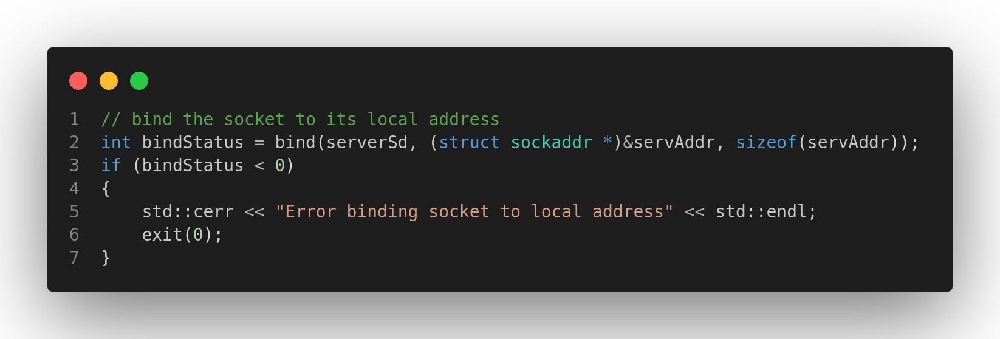 1 // bind the socket to its local address
2 int bindStatus = bind(serverSd, (struct sockaddr *)&servAddr, sizeof(servAddr));
3 if (bindStatus < 0)
4 {
5     std::cerr << "Error binding socket to local address" << std::endl;
6     exit(0);
7 }